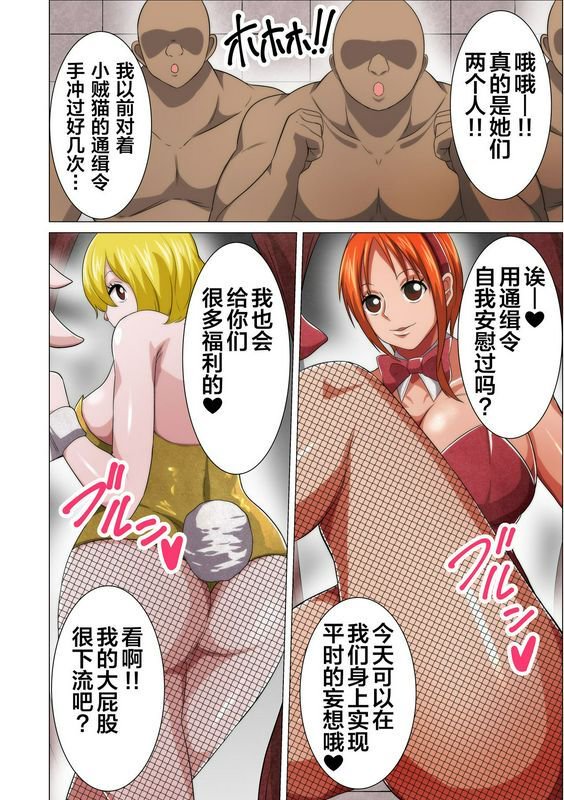 哦哦—!!
真的是她们
两个人!!
ホホホ!!
我以前对着
小贼猫的通缉令
手冲过好几次…
诶—♥
用通缉令
自我安慰过吗?
ブルン♥
今天可以在
我们身上实现
平时的妄想哦♥
我也会
给你们
很多福利的♥
ブルン♥
看啊!!
我的大屁股
很下流吧?